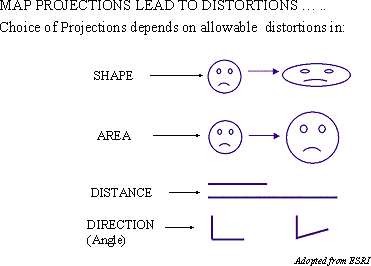 MAP PROJECTIONS LEAD TO DISTORTIONS … ..
Choice of Projections depends on allowable distortions in:
SHAPE
AREA
DISTANCE
DIRECTION
(Angle)
Adopted from ESRI